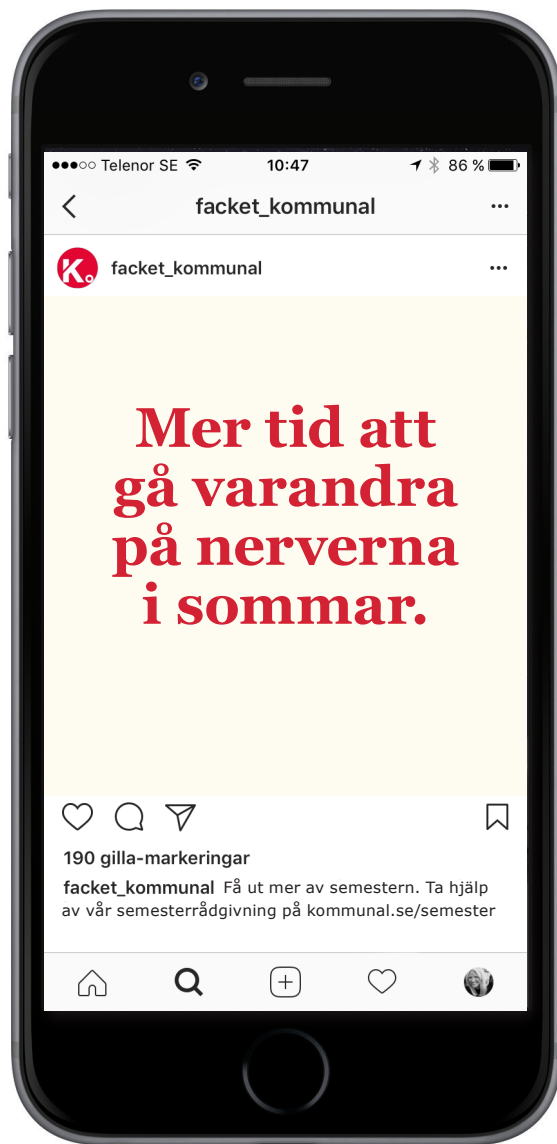 Telenor SE 10:47 86 %
facket_kommunal
K.
facket_kommunal
Mer tid att
gå varandra
på nerverna
i sommar.
190 gilla-markeringar
facket_kommunal Få ut mer av semestern. Ta hjälp
av vår semesterrådgivning på kommunal.se/semester